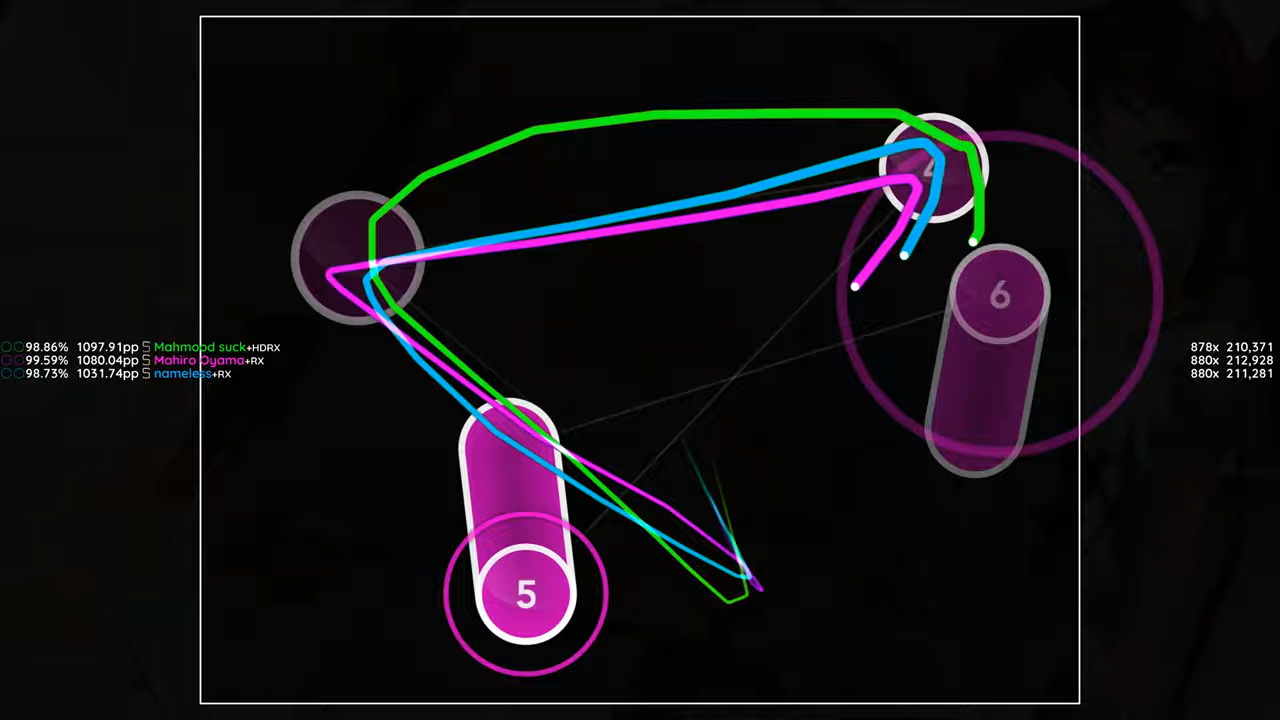 4
6
98.86% 1097.91pp S Mahmood suck+HDRX
99.59% 1080.04pp S Mahiro Oyama+RX
98.73% 1031.74pp S nameless+RX
878x 210,371
880x 212,928
880x 211,281
5